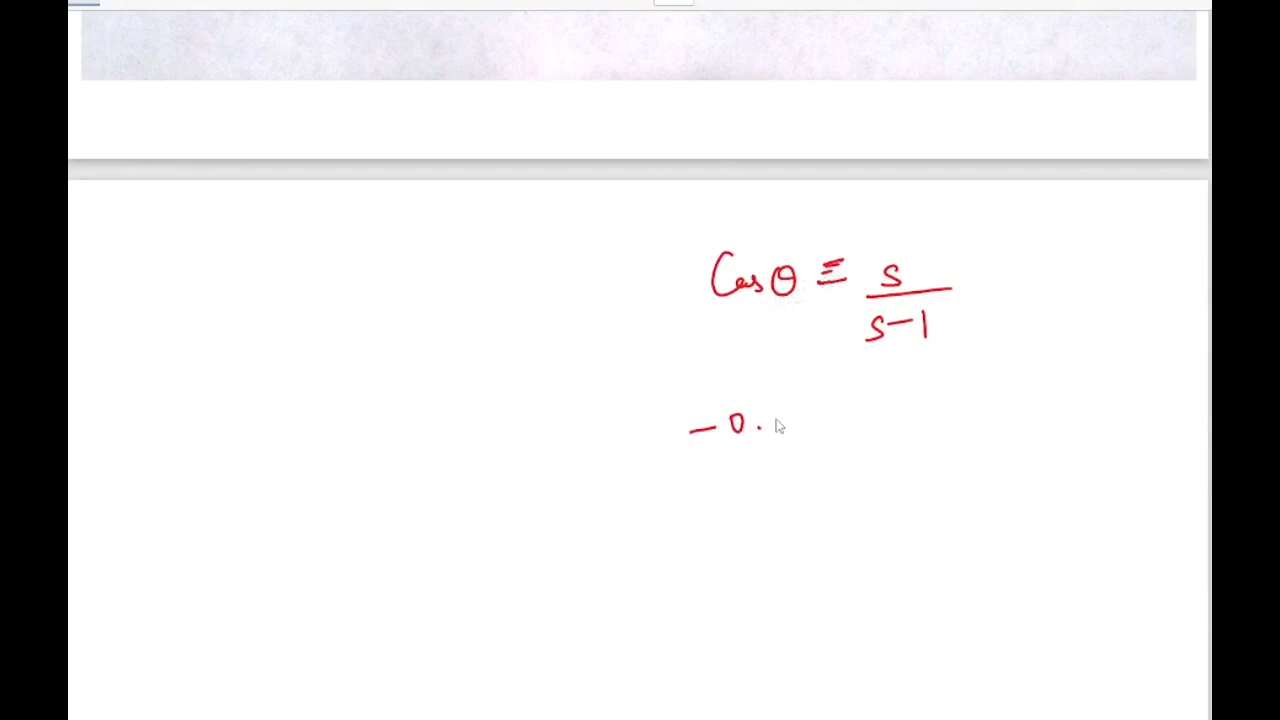 Cos θ = s / s-1
- 0.